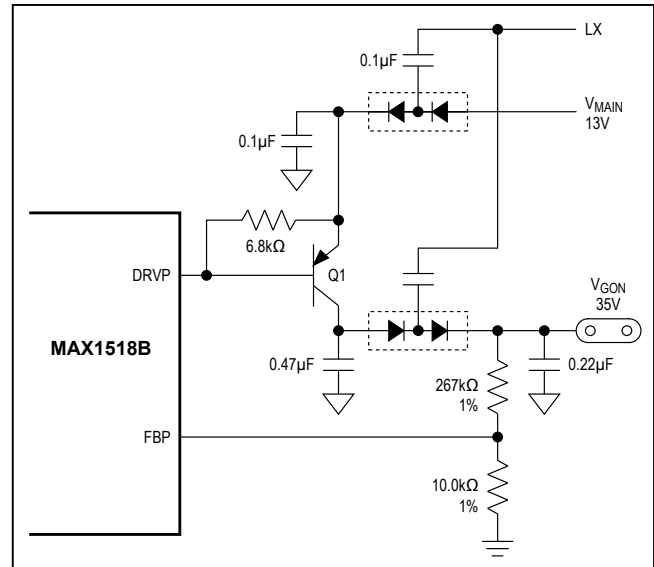 LX
0.1µF
V_MAIN
13V
0.1µF
6.8kΩ
DRVP
Q1
V_GON
35V
MAX1518B
0.47µF
0.22µF
267kΩ
1%
FBP
10.0kΩ
1%